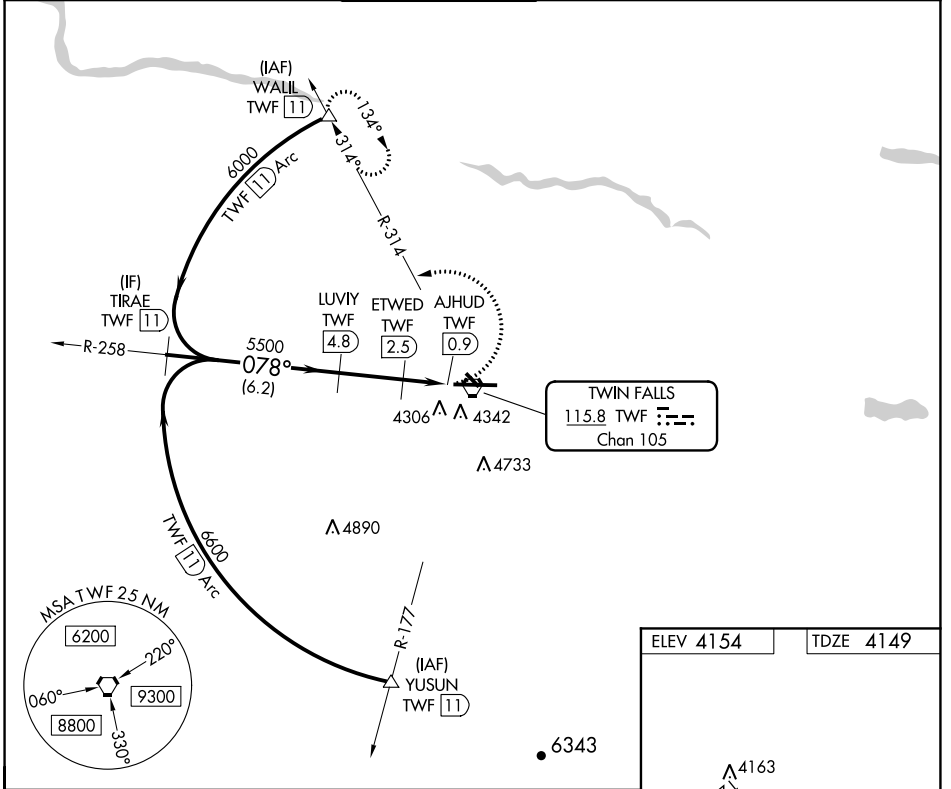 (IAF)
WALIL
TWF 11
134°
314°
6000
TWF 11 Arc
R-314
(IF)
TIRAE
TWF 11
LUVIY
TWF
4.8
ETWED
TWF
2.5
AJHUD
TWF
0.9
R-258
5500
078°
(6.2)
4306
4342
TWIN FALLS
115.8 TWF
Chan 105
4733
4890
6600
TWF 11 Arc
R-177
(IAF)
YUSUN
TWF 11
MSA TWF 25 NM
6200
220°
060°
9300
8800
330°
6343
ELEV 4154
TDZE 4149
4163